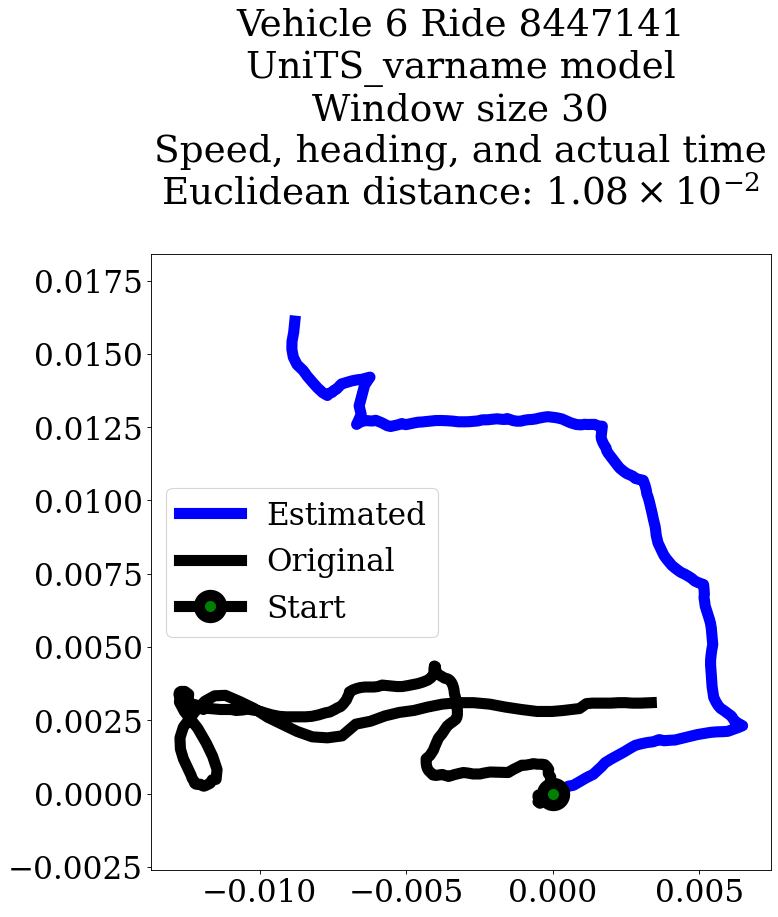 Vehicle 6 Ride 8447141
UniTS_varname model
Window size 30
Speed, heading, and actual time
Euclidean distance: 1.08 × 10⁻²
0.0175
0.0150
0.0125
0.0100
0.0075
0.0050
0.0025
0.0000
−0.0025
Estimated
Original
Start
−0.010 −0.005 0.000 0.005